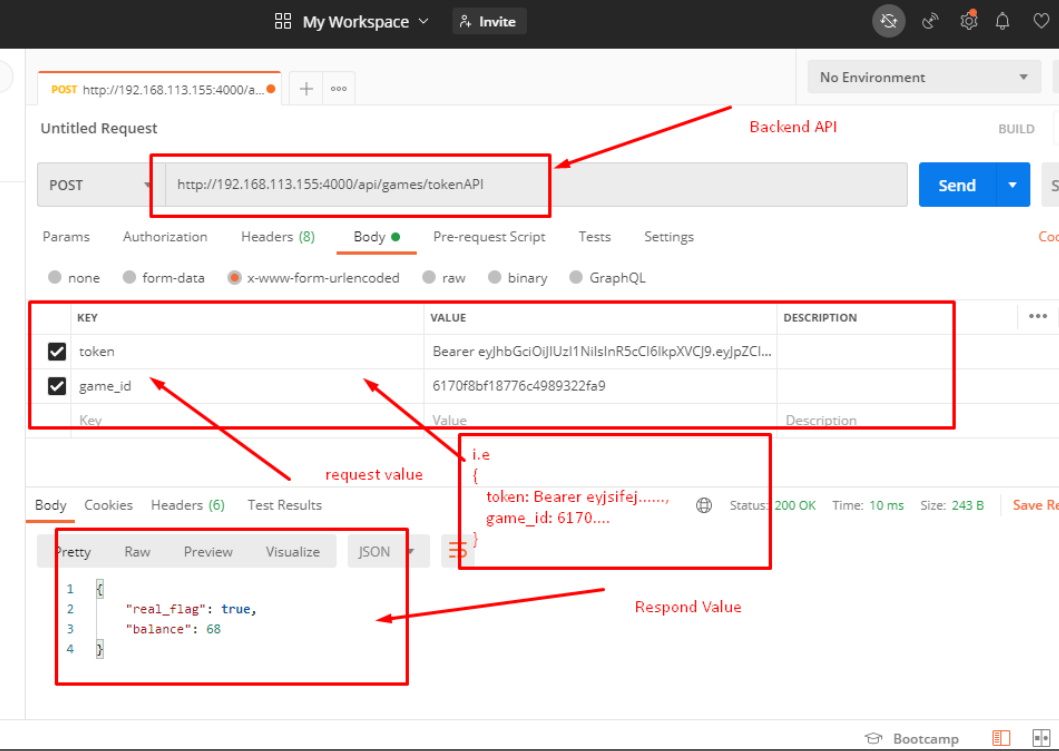 My Workspace
Invite
POST http://192.168.113.155:4000/a...
No Environment
Untitled Request
Backend API
BUILD
POST
http://192.168.113.155:4000/api/games/tokenAPI
Send
Params Authorization Headers (8) Body Pre-request Script Tests Settings
none form-data x-www-form-urlencoded raw binary GraphQL
KEY VALUE DESCRIPTION
token Bearer eyJhbGciOiJIUzI1NiIsInR5cCI6IkpXVCJ9.eyJpZCI...
game_id 6170f8bf18776c4989322fa9
Key Value Description
i.e
request value
{
token: Bearer eyjsifej......,
game_id: 6170....
}
Body Cookies Headers (6) Test Results
Status: 200 OK Time: 10 ms Size: 243 B Save Re
Pretty Raw Preview Visualize JSON
1 {
2 "real_flag": true,
3 "balance": 68
4 }
Respond Value
Bootcamp